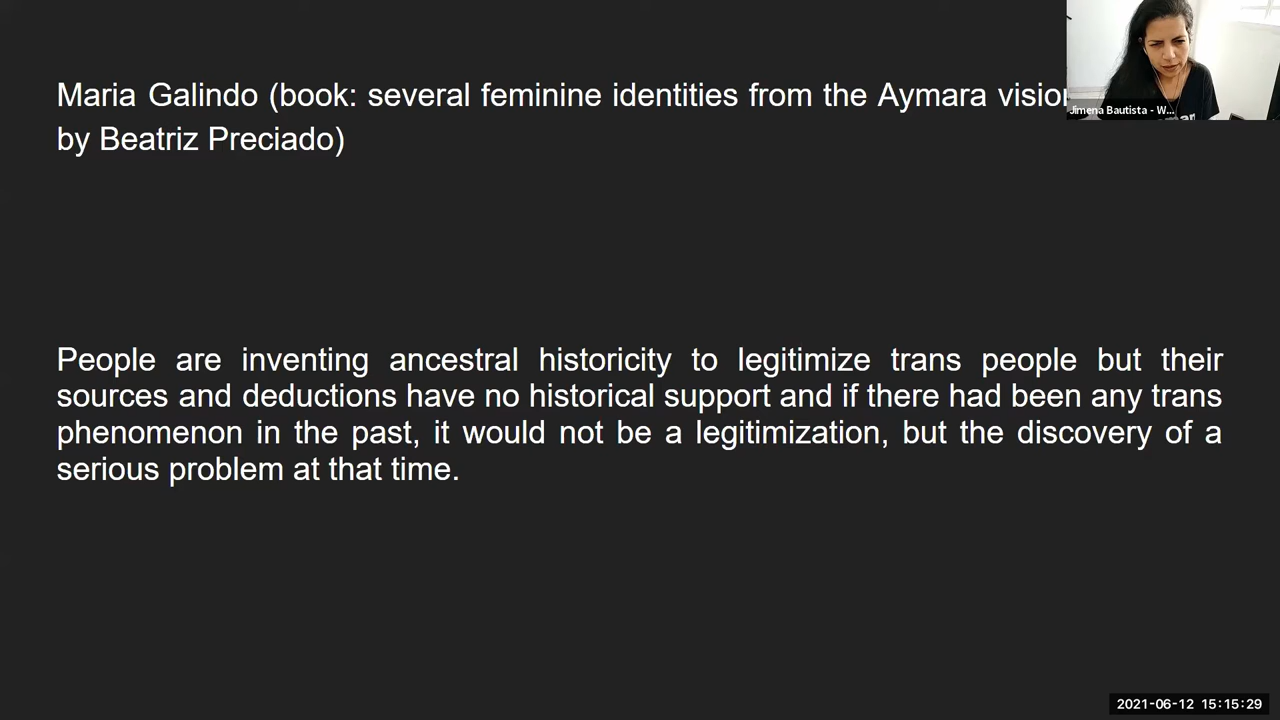 Maria Galindo (book: several feminine identities from the Aymara vision
by Beatriz Preciado)
Jimena Bautista - W...
People are inventing ancestral historicity to legitimize trans people but their
sources and deductions have no historical support and if there had been any trans
phenomenon in the past, it would not be a legitimization, but the discovery of a
serious problem at that time.
2021-06-12 15:15:29